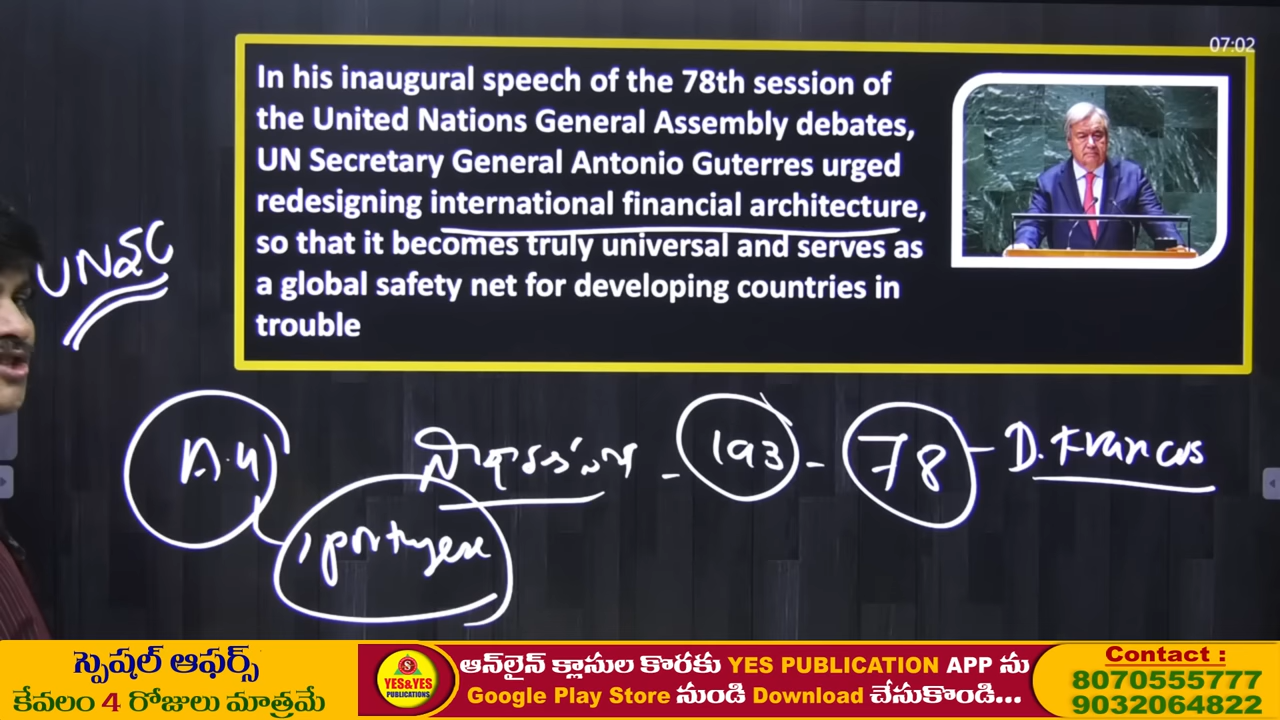 07:02
In his inaugural speech of the 78th session of
the United Nations General Assembly debates,
UN Secretary General Antonio Guterres urged
redesigning international financial architecture,
so that it becomes truly universal and serves as
a global safety net for developing countries in
trouble
UNSC
- 193 - 78 - D. Francis
స్పెషల్ ఆఫర్స్
కేవలం 4 రోజులు మాత్రమే
YES&YES
PUBLICATIONS
ఆన్‌లైన్ క్లాసుల కొరకు YES PUBLICATION APP ను
Google Play Store నుండి Download చేసుకొండి...
Contact :
8070555777
9032064822